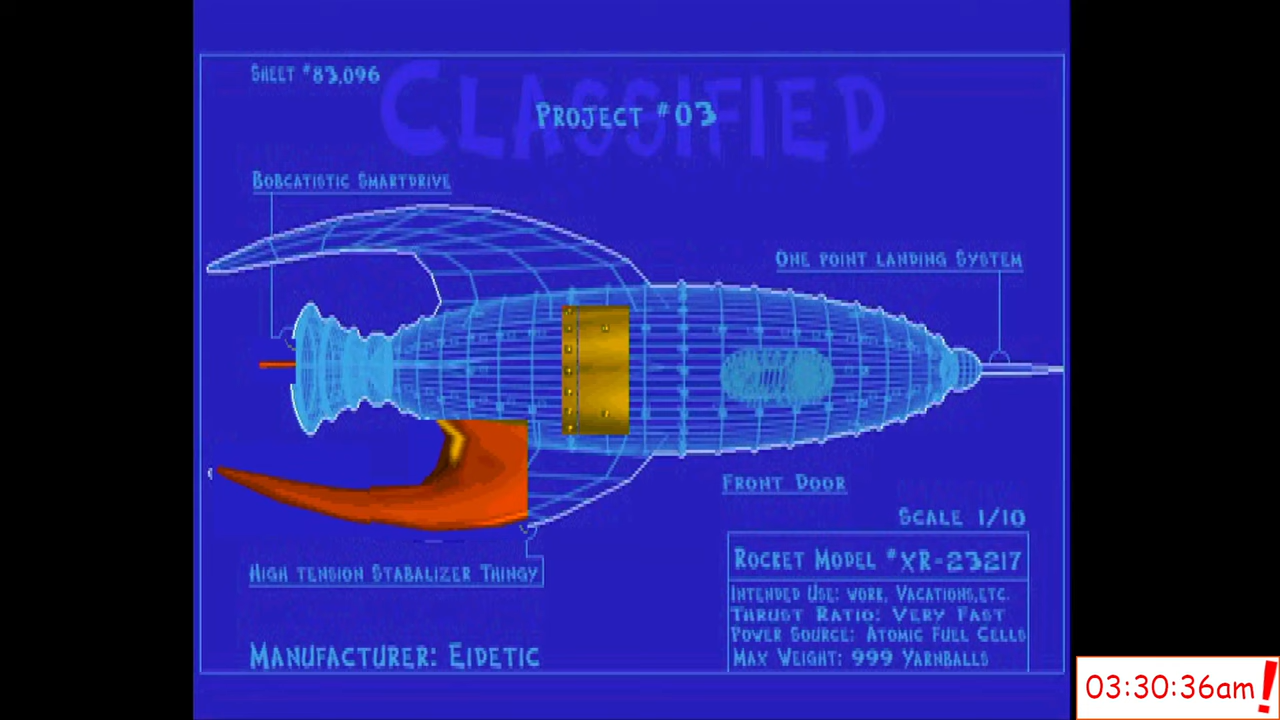 Sheet #83,096
Classified
Project #03
Bobcatistic Smartdrive
One point landing System
Front Door
Scale 1/10
High tension Stabalizer Thingy
Rocket Model #XR-23217
Intended Use: work, Vacations,etc.
Thrust Ratio: Very Fast
Power Source: Atomic Full Cells
Max Weight: 999 Yarnballs
Manufacturer: Eidetic
03:30:36am!